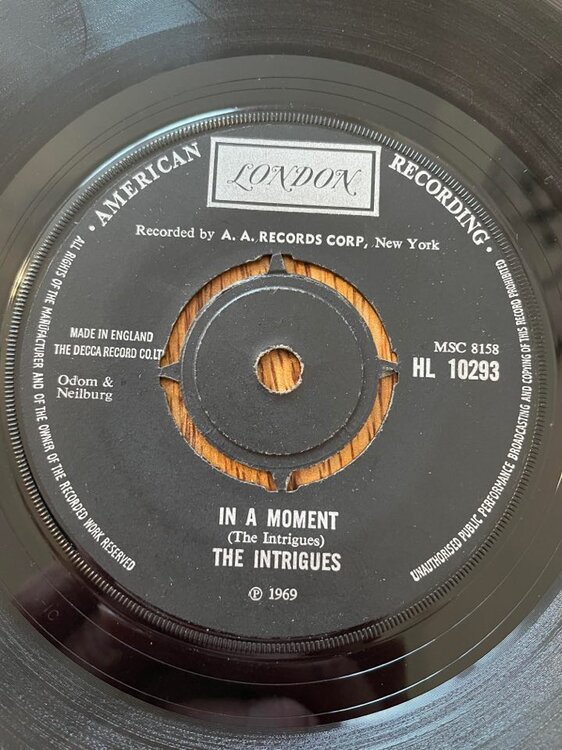 LONDON
· AMERICAN RECORDING ·
Recorded by A. A. RECORDS CORP, New York
MADE IN ENGLAND
THE DECCA RECORD CO. LT
Odom &
Neilburg
MSC 8158
HL 10293
IN A MOMENT
(The Intrigues)
THE INTRIGUES
℗ 1969
ALL RIGHTS OF THE MANUFACTURER AND OF THE OWNER OF THE RECORDED WORK RESERVED
UNAUTHORISED PUBLIC PERFORMANCE BROADCASTING AND COPYING OF THIS RECORD PROHIBITED